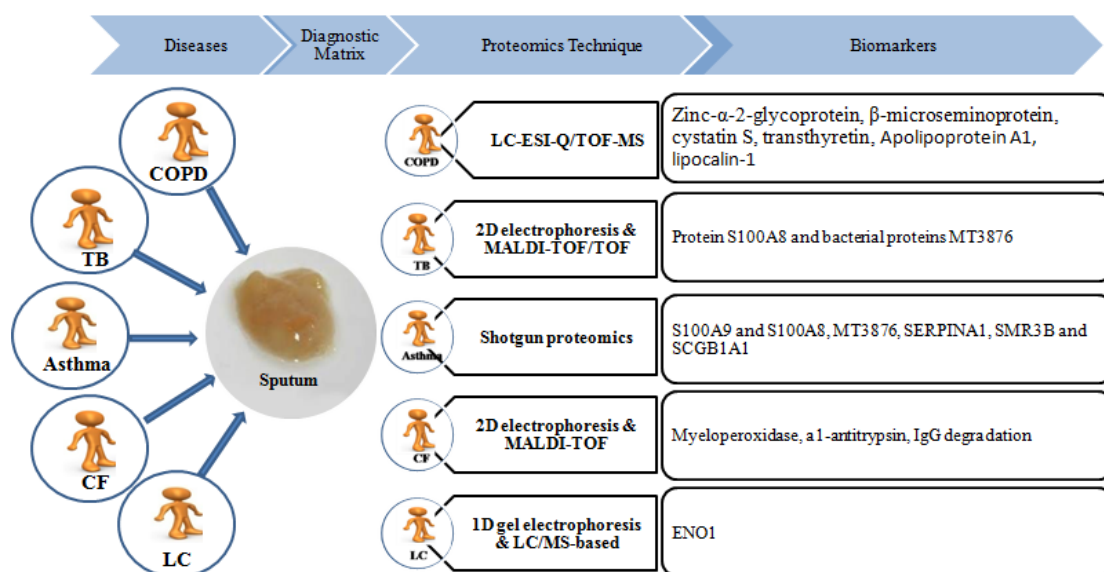 Diseases
Diagnostic
Matrix
Proteomics Technique
Biomarkers
COPD
TB
Asthma
CF
LC
Sputum
COPD
LC-ESI-Q/TOF-MS
Zinc-α-2-glycoprotein, β-microseminoprotein,
cystatin S, transthyretin, Apolipoprotein A1,
lipocalin-1
TB
2D electrophoresis &
MALDI-TOF/TOF
Protein S100A8 and bacterial proteins MT3876
Asthma
Shotgun proteomics
S100A9 and S100A8, MT3876, SERPINA1, SMR3B and
SCGB1A1
CF
2D electrophoresis &
MALDI-TOF
Myeloperoxidase, a1-antitrypsin, IgG degradation
LC
1D gel electrophoresis
& LC/MS-based
ENO1